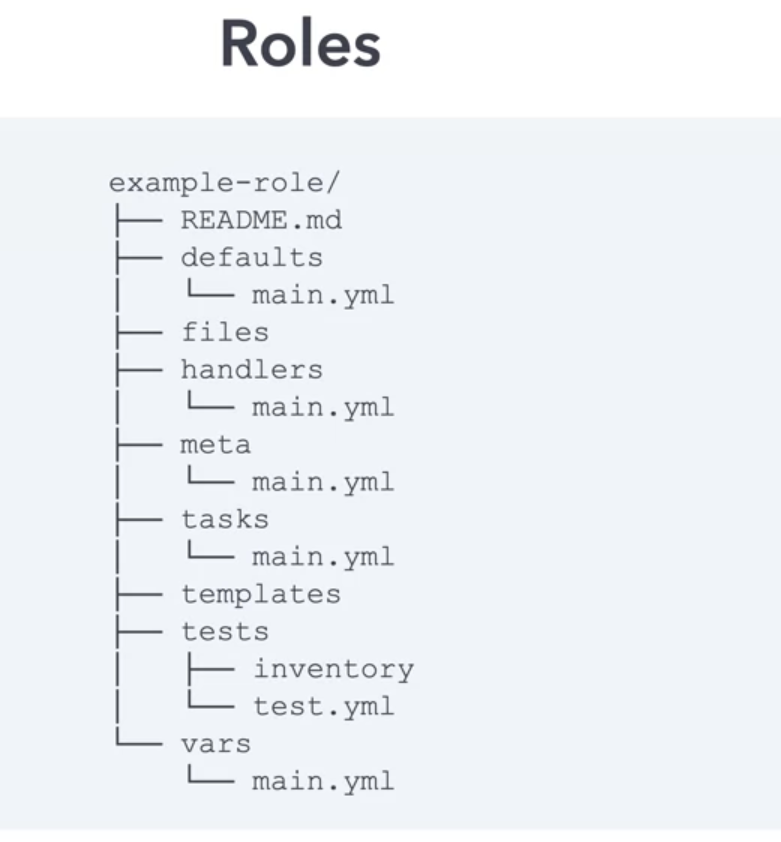 Roles
example-role/
├── README.md
├── defaults
│   └── main.yml
├── files
├── handlers
│   └── main.yml
├── meta
│   └── main.yml
├── tasks
│   └── main.yml
├── templates
├── tests
│   ├── inventory
│   └── test.yml
└── vars
    └── main.yml